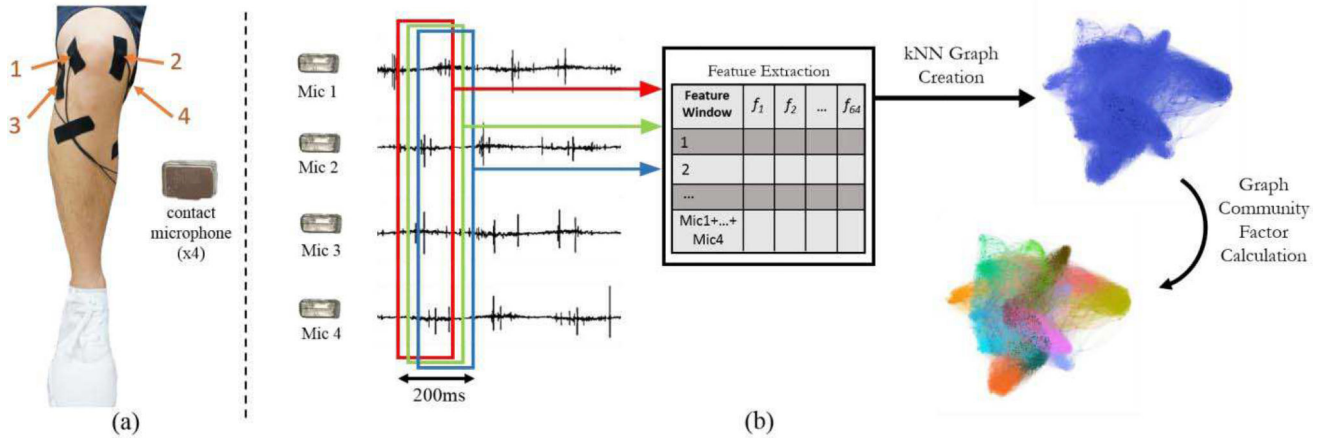 1
2
3
4
contact
microphone
(x4)
(a)
Mic 1
Mic 2
Mic 3
Mic 4
200ms
Feature Extraction
Feature
Window
f1
f2
...
f64
1
2
...
Mic1+...+
Mic4
kNN Graph
Creation
Graph
Community
Factor
Calculation
(b)